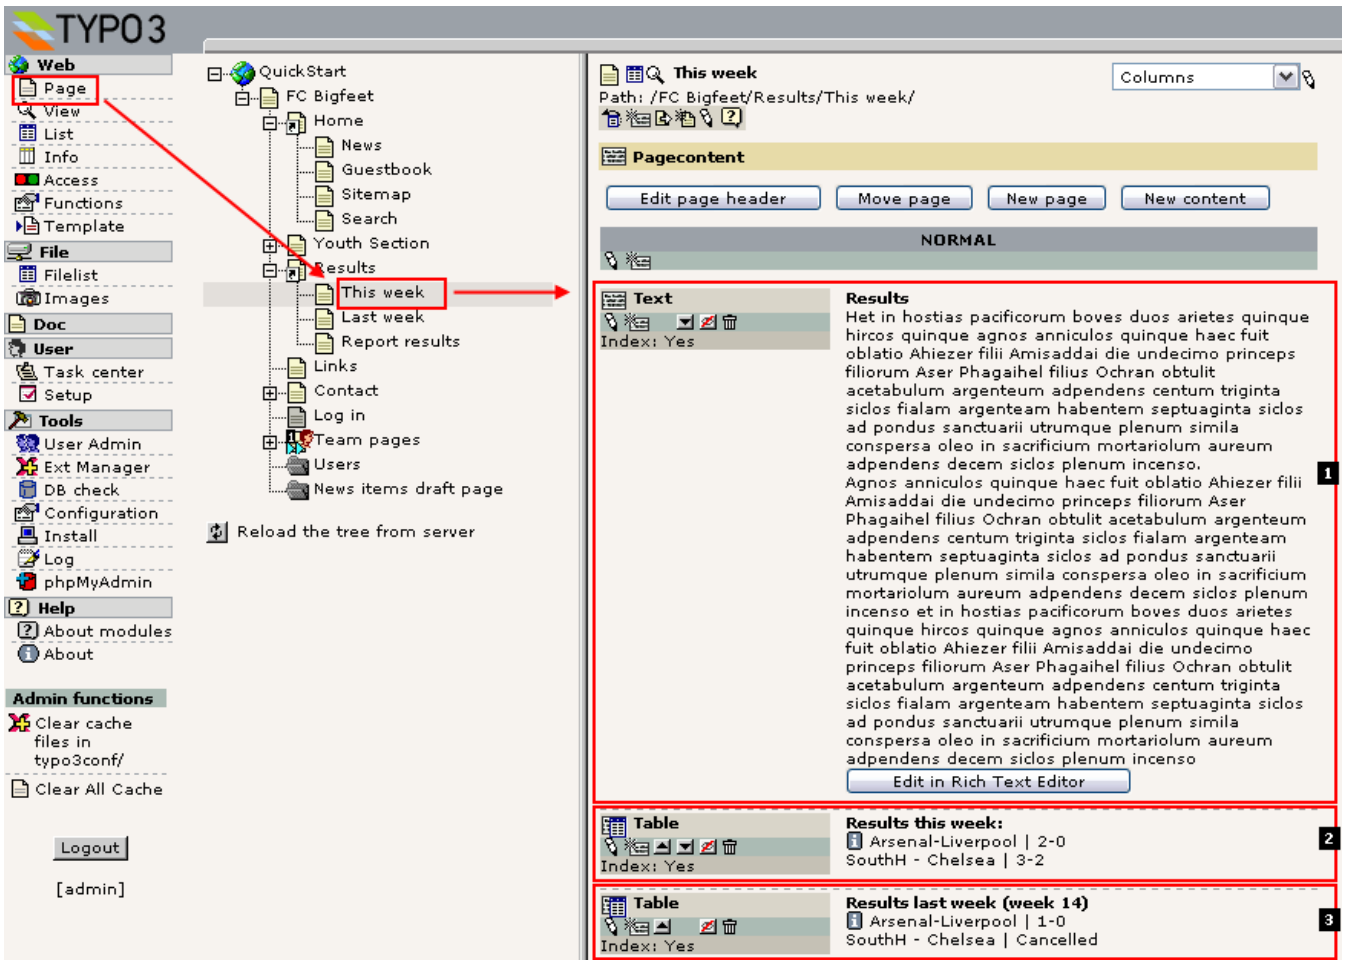 TYPO3
Web
Page
View
List
Info
Access
Functions
Template
File
Filelist
Images
Doc
User
Task center
Setup
Tools
User Admin
Ext Manager
DB check
Configuration
Install
Log
phpMyAdmin
Help
About modules
About
Admin functions
Clear cache
files in
typo3conf/
Clear All Cache
Logout
[admin]
QuickStart
FC Bigfeet
Home
News
Guestbook
Sitemap
Search
Youth Section
Results
This week
Last week
Report results
Links
Contact
Log in
Team pages
Users
News items draft page
Reload the tree from server
This week
Columns
Path: /FC Bigfeet/Results/This week/
Pagecontent
Edit page header
Move page
New page
New content
NORMAL
Text
Index: Yes
Results
Het in hostias pacificorum boves duos arietes quinque
hircos quinque agnos anniculos quinque haec fuit
oblatio Ahiezer filii Amisaddai die undecimo princeps
filiorum Aser Phagaihel filius Ochran obtulit
acetabulum argenteum adpendens centum triginta
siclos fialam argenteam habentem septuaginta siclos
ad pondus sanctuarii utrumque plenum simila
conspersa oleo in sacrificium mortariolum aureum
adpendens decem siclos plenum incenso.
Agnos anniculos quinque haec fuit oblatio Ahiezer filii
Amisaddai die undecimo princeps filiorum Aser
Phagaihel filius Ochran obtulit acetabulum argenteum
adpendens centum triginta siclos fialam argenteam
habentem septuaginta siclos ad pondus sanctuarii
utrumque plenum simila conspersa oleo in sacrificium
mortariolum aureum adpendens decem siclos plenum
incenso et in hostias pacificorum boves duos arietes
quinque hircos quinque agnos anniculos quinque haec
fuit oblatio Ahiezer filii Amisaddai die undecimo
princeps filiorum Aser Phagaihel filius Ochran obtulit
acetabulum argenteum adpendens centum triginta
siclos fialam argenteam habentem septuaginta siclos
ad pondus sanctuarii utrumque plenum simila
conspersa oleo in sacrificium mortariolum aureum
adpendens decem siclos plenum incenso
Edit in Rich Text Editor
1
Table
Index: Yes
Results this week:
Arsenal-Liverpool | 2-0
SouthH - Chelsea | 3-2
2
Table
Index: Yes
Results last week (week 14)
Arsenal-Liverpool | 1-0
SouthH - Chelsea | Cancelled
3